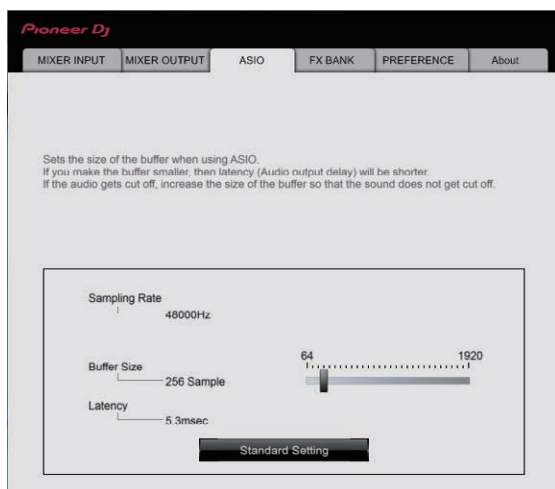 Pioneer Dj
MIXER INPUT MIXER OUTPUT ASIO FX BANK PREFERENCE About
Sets the size of the buffer when using ASIO.
If you make the buffer smaller, then latency (Audio output delay) will be shorter
If the audio gets cut off, increase the size of the buffer so that the sound does not get cut off.
Sampling Rate
48000Hz
64 1920
Buffer Size
256 Sample
Latency
5.3msec
Standard Setting